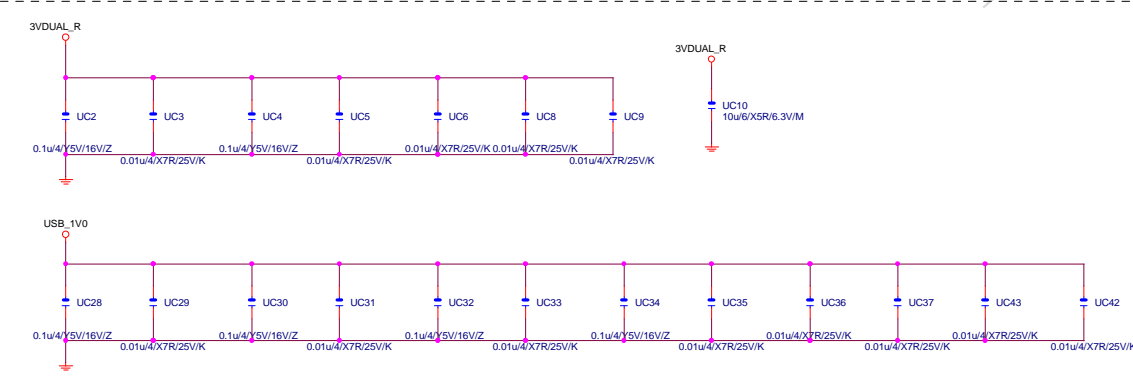 3VDUAL_R
UC2
UC3
UC4
UC5
UC6
UC8
UC9
0.1u/4/Y5V/16V/Z
0.01u/4/X7R/25V/K
0.1u/4/Y5V/16V/Z
0.01u/4/X7R/25V/K
0.01u/4/X7R/25V/K
0.01u/4/X7R/25V/K
0.01u/4/X7R/25V/K
3VDUAL_R
UC10
10u/6/X5R/6.3V/M
USB_1V0
UC28
UC29
UC30
UC31
UC32
UC33
UC34
UC35
UC36
UC37
UC43
UC42
0.1u/4/Y5V/16V/Z
0.01u/4/X7R/25V/K
0.1u/4/Y5V/16V/Z
0.01u/4/X7R/25V/K
0.1u/4/Y5V/16V/Z
0.01u/4/X7R/25V/K
0.1u/4/Y5V/16V/Z
0.01u/4/X7R/25V/K
0.01u/4/X7R/25V/K
0.01u/4/X7R/25V/K
0.01u/4/X7R/25V/K
0.01u/4/X7R/25V/K